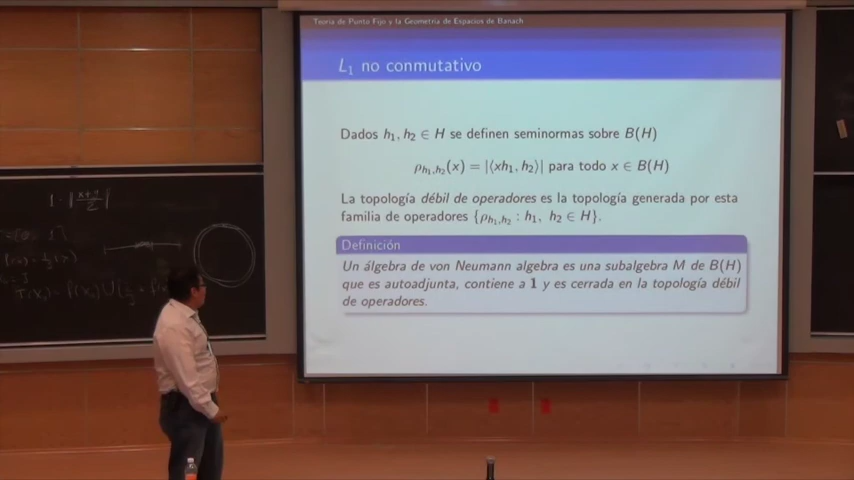 Teoría de Punto Fijo y la Geometría de Espacios de Banach
L₁ no conmutativo
Dados h₁, h₂ ∈ H se definen seminormas sobre B(H)
ρₕ₁,ₕ₂(x) = |⟨xh₁, h₂⟩| para todo x ∈ B(H)
La topología débil de operadores es la topología generada por esta
familia de operadores {ρₕ₁,ₕ₂ : h₁, h₂ ∈ H}.
Definición
Un álgebra de von Neumann algebra es una subalgebra M de B(H)
que es autoadjunta, contiene a 1 y es cerrada en la topología débil
de operadores.
1 - ‖(x+y)/2‖